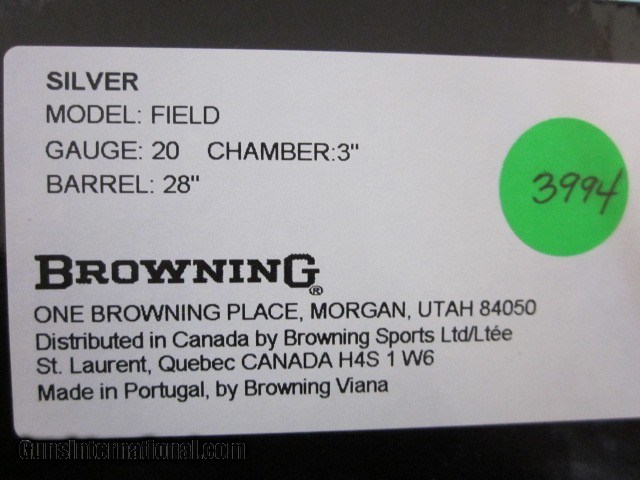 SILVER
MODEL: FIELD
GAUGE: 20 CHAMBER:3"
BARREL: 28"
3994
BROWNING®
ONE BROWNING PLACE, MORGAN, UTAH 84050
Distributed in Canada by Browning Sports Ltd/Ltée
St. Laurent, Quebec CANADA H4S 1 W6
Made in Portugal, by Browning Viana
GunsInternational.com